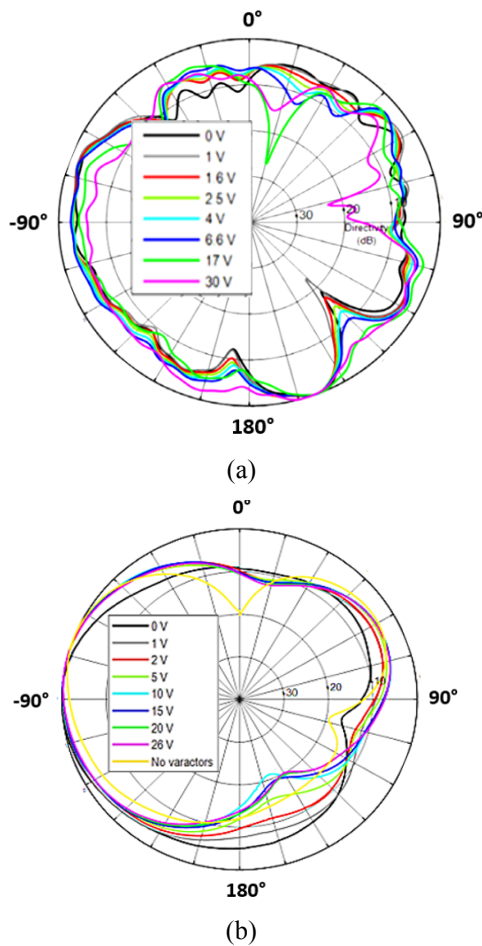 0°
0 V
1 V
1.6 V
2.5 V
4 V
6.6 V
17 V
30 V
-90°
90°
30
20
Directivity
(dB)
180°
(a)
0°
0 V
1 V
2 V
5 V
10 V
15 V
20 V
26 V
No varactors
-90°
90°
30
20
10
180°
(b)